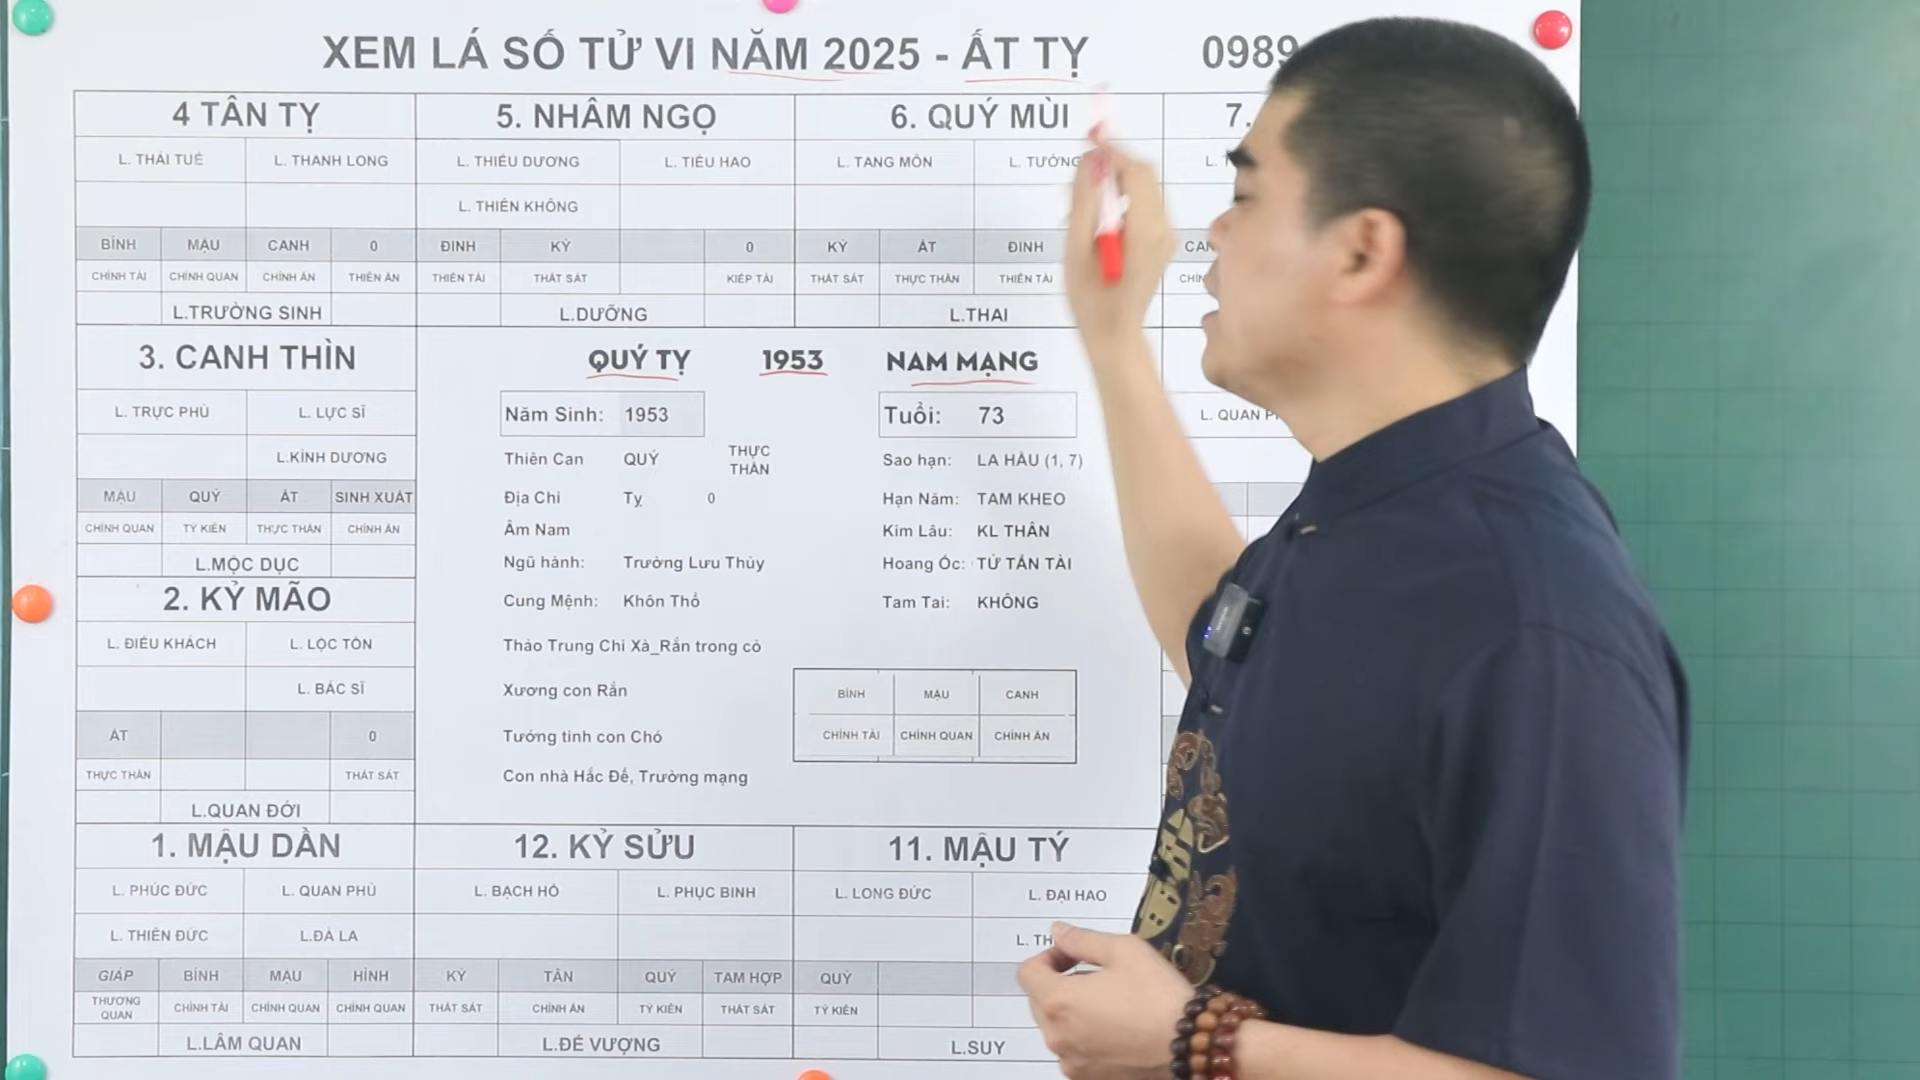 XEM LÁ SỐ TỬ VI NĂM 2025 - ẤT TỴ 0989
4 TÂN TỴ 5. NHÂM NGỌ 6. QUÝ MÙI 7.
L. THÁI TUẾ L. THANH LONG L. THIẾU DƯƠNG L. TIỂU HAO L. TANG MÔN L. TƯỚNG
L. THIÊN KHÔNG
BÍNH MẬU CANH 0 ĐINH KỶ 0 KỶ ẤT ĐINH
CHÍNH TÀI CHÍNH QUAN CHÍNH ẤN THIÊN ẤN THIÊN TÀI THẤT SÁT KIẾP TÀI THẤT SÁT THỰC THẦN THIÊN TÀI
L.TRƯỜNG SINH L.DƯỠNG L.THAI
3. CANH THÌN
L. TRỰC PHÙ L. LỰC SĨ
L.KÌNH DƯƠNG
MẬU QUÝ ẤT SINH XUẤT
CHÍNH QUAN TỶ KIÊN THỰC THẦN CHÍNH ẤN
L.MỘC DỤC
2. KỶ MÃO
L. ĐIẾU KHÁCH L. LỘC TỒN
L. BÁC SĨ
ẤT 0
THỰC THẦN THẤT SÁT
L.QUAN ĐỚI
QUÝ TỴ 1953 NAM MẠNG
Năm Sinh: 1953 Tuổi: 73
Thiên Can QUÝ THỰC THẦN Sao hạn: LA HẦU (1, 7)
Địa Chi Tỵ 0 Hạn Năm: TAM KHEO
Âm Nam Kim Lâu: KL THÂN
Ngũ hành: Trường Lưu Thủy Hoang Ốc: TỨ TẤN TÀI
Cung Mệnh: Khôn Thổ Tam Tai: KHÔNG
Thảo Trung Chi Xà_Rắn trong cỏ
Xương con Rắn
Tướng tinh con Chó
Con nhà Hắc Đế, Trường mạng
BÍNH MẬU CANH
CHÍNH TÀI CHÍNH QUAN CHÍNH ẤN
L. QUAN
1. MẬU DẦN 12. KỶ SỬU 11. MẬU TÝ
L. PHÚC ĐỨC L. QUAN PHỦ L. BẠCH HỔ L. PHỤC BINH L. LONG ĐỨC L. ĐẠI HAO
L. THIÊN ĐỨC L.ĐÀ LA
GIÁP BÍNH MẬU HÌNH KỶ TÂN QUÝ TAM HỢP QUÝ
THƯƠNG QUAN CHÍNH TÀI CHÍNH QUAN CHÍNH QUAN THẤT SÁT CHÍNH ẤN TỶ KIÊN THẤT SÁT TỶ KIÊN
L.LÂM QUAN L.ĐẾ VƯỢNG L.SUY